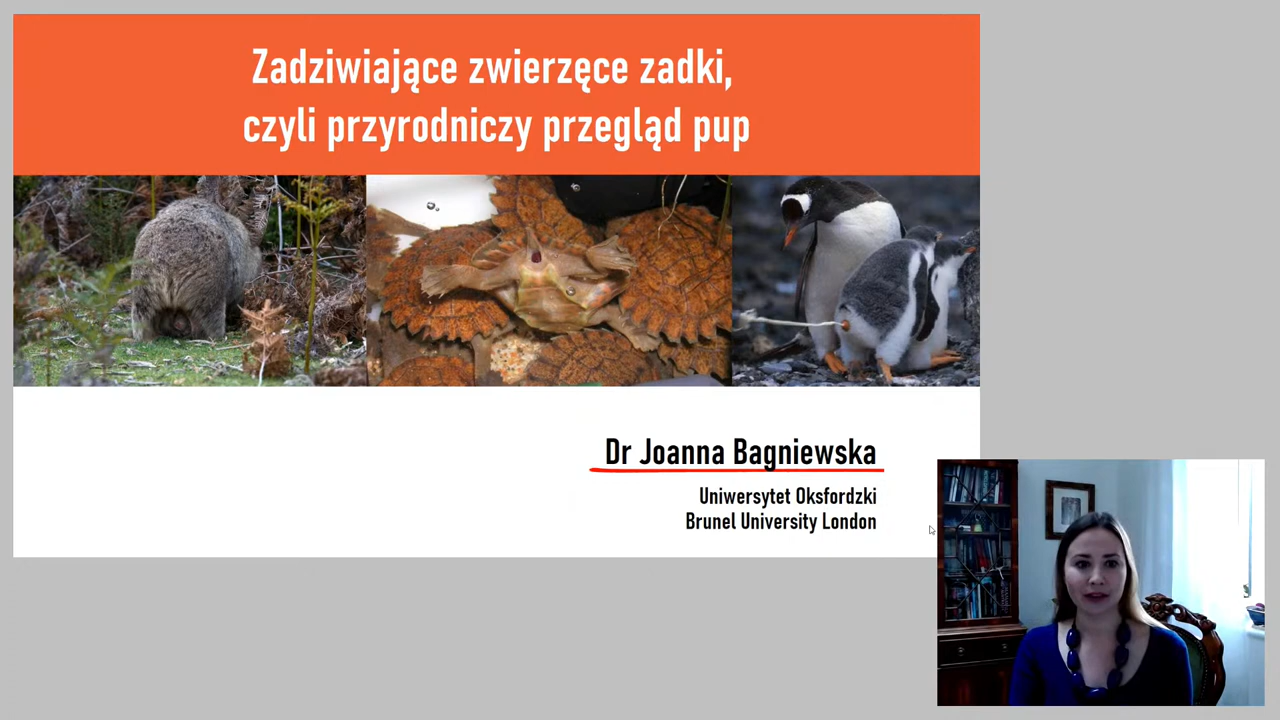 Zadziwiające zwierzęce zadki,
czyli przyrodniczy przegląd pup
Dr Joanna Bagniewska
Uniwersytet Oksfordzki
Brunel University London